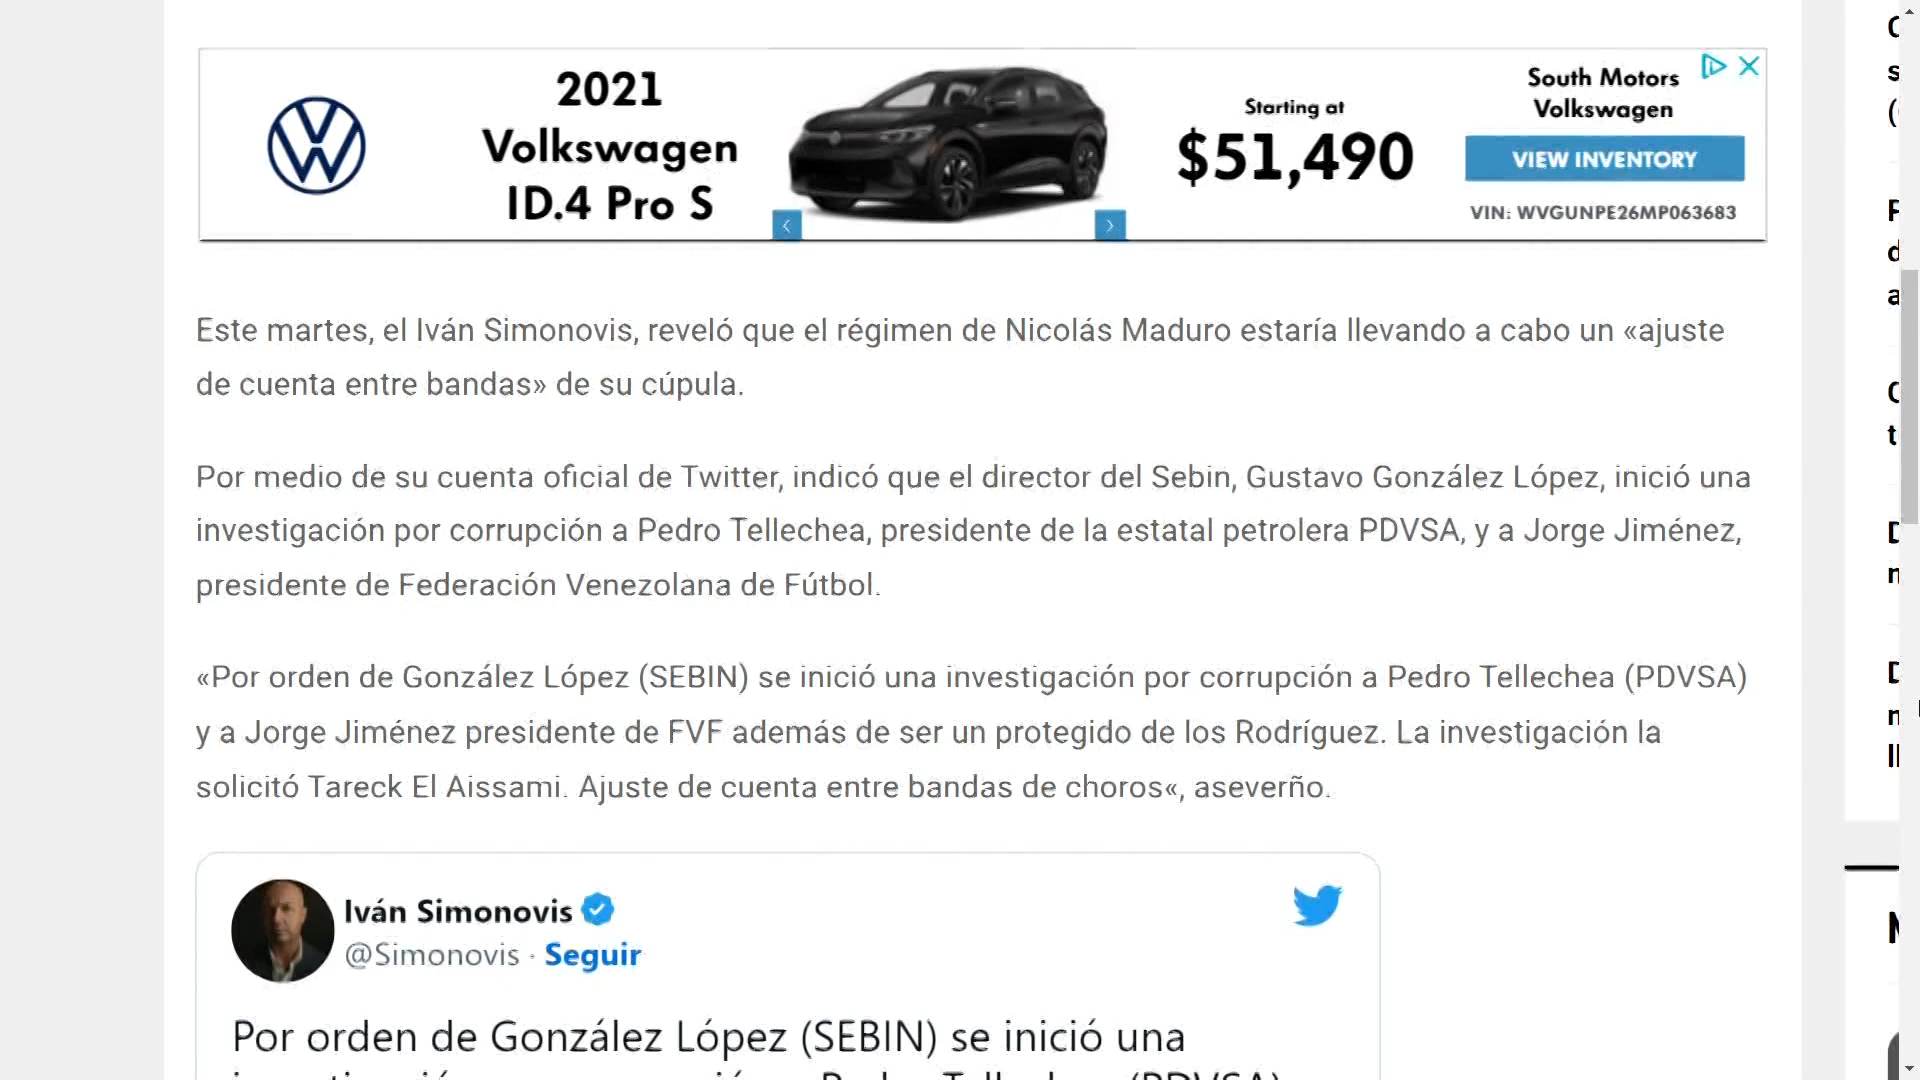 2021
Volkswagen
ID.4 Pro S
Starting at
$51,490
South Motors
Volkswagen
VIEW INVENTORY
VIN: WVGUNPE26MP063683
Este martes, el Iván Simonovis, reveló que el régimen de Nicolás Maduro estaría llevando a cabo un «ajuste
de cuenta entre bandas» de su cúpula.
Por medio de su cuenta oficial de Twitter, indicó que el director del Sebin, Gustavo González López, inició una
investigación por corrupción a Pedro Tellechea, presidente de la estatal petrolera PDVSA, y a Jorge Jiménez,
presidente de Federación Venezolana de Fútbol.
«Por orden de González López (SEBIN) se inició una investigación por corrupción a Pedro Tellechea (PDVSA)
y a Jorge Jiménez presidente de FVF además de ser un protegido de los Rodríguez. La investigación la
solicitó Tareck El Aissami. Ajuste de cuenta entre bandas de choros«, aseverño.
Iván Simonovis
@Simonovis · Seguir
Por orden de González López (SEBIN) se inició una
investigación por corrupción a Pedro Tellechea (PDVSA)